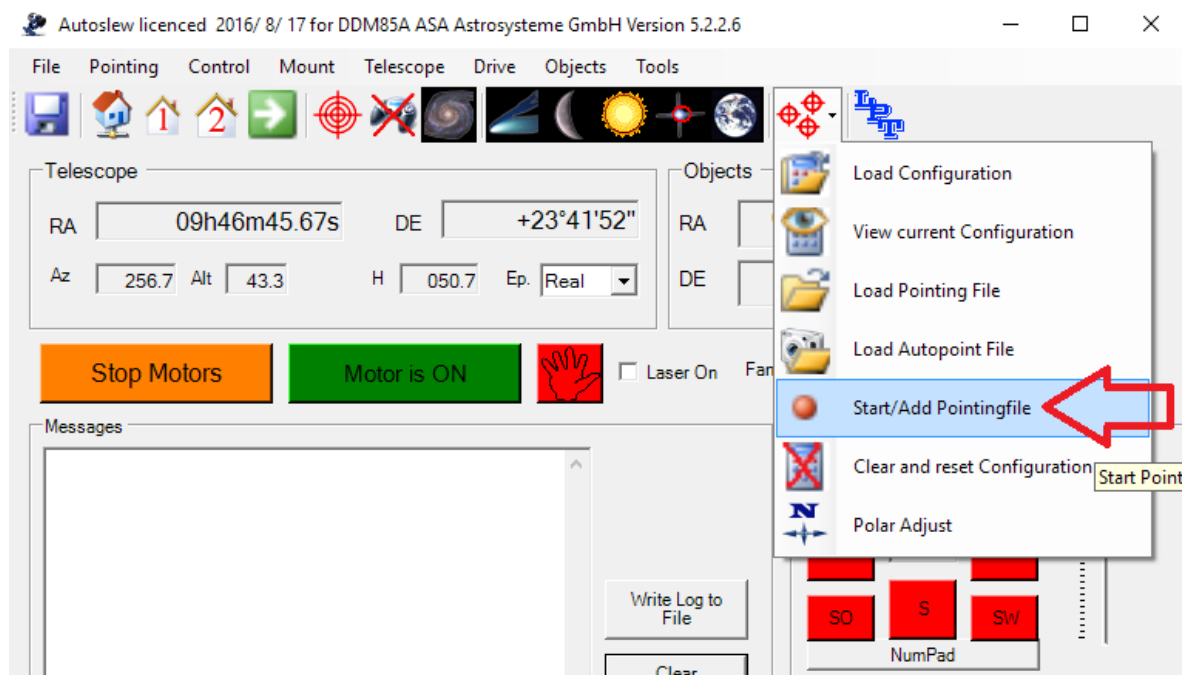 Autoslew licenced 2016/ 8/ 17 for DDM85A ASA Astrosysteme GmbH Version 5.2.2.6
File Pointing Control Mount Telescope Drive Objects Tools
1 2 LPT
Telescope
RA 09h46m45.67s DE +23°41'52"
Az 256.7 Alt 43.3 H 050.7 Ep. Real
Objects
RA
DE
Load Configuration
View current Configuration
Load Pointing File
Load Autopoint File
Start/Add Pointingfile
Clear and reset Configuration
Start Point
N
Polar Adjust
Stop Motors Motor is ON Laser On Fan
Messages
Write Log to
File
Clear
SO S SW
NumPad